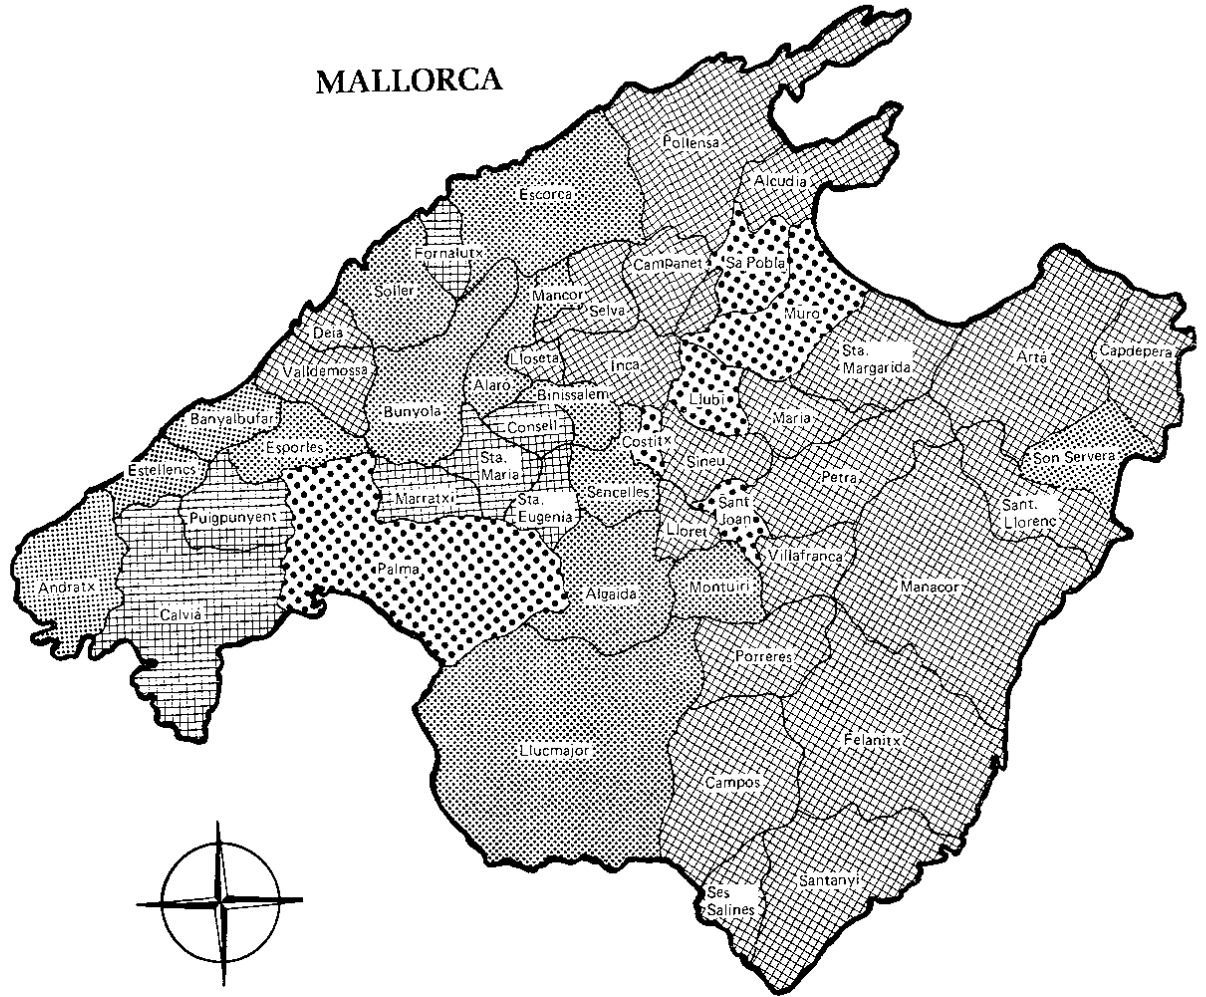 MALLORCA
Pollensa
Alcudia
Escorca
Fornalutx
Campanet
Sa Pobla
Soller
Mancor
Selva
Muro
Deia
Lloseta
Inca
Sta.
Margarida
Artà
Capdepera
Valldemossa
Alaró
Binissalem
Llubi
Bunyola
Banyalbufar
Consell
Costitx
Maria
Esporles
Estellencs
Sta.
Maria
Sineu
Son Servera
Marratxi
Sencelles
Petra
Puigpunyent
Sta.
Eugenia
Sant
Joan
Sant.
Llorenç
Lloret
Villafranca
Palma
Andratx
Calvià
Algaida
Montuiri
Manacor
Porreres
Llucmajor
Felanitx
Campos
Ses
Salines
Santanyi